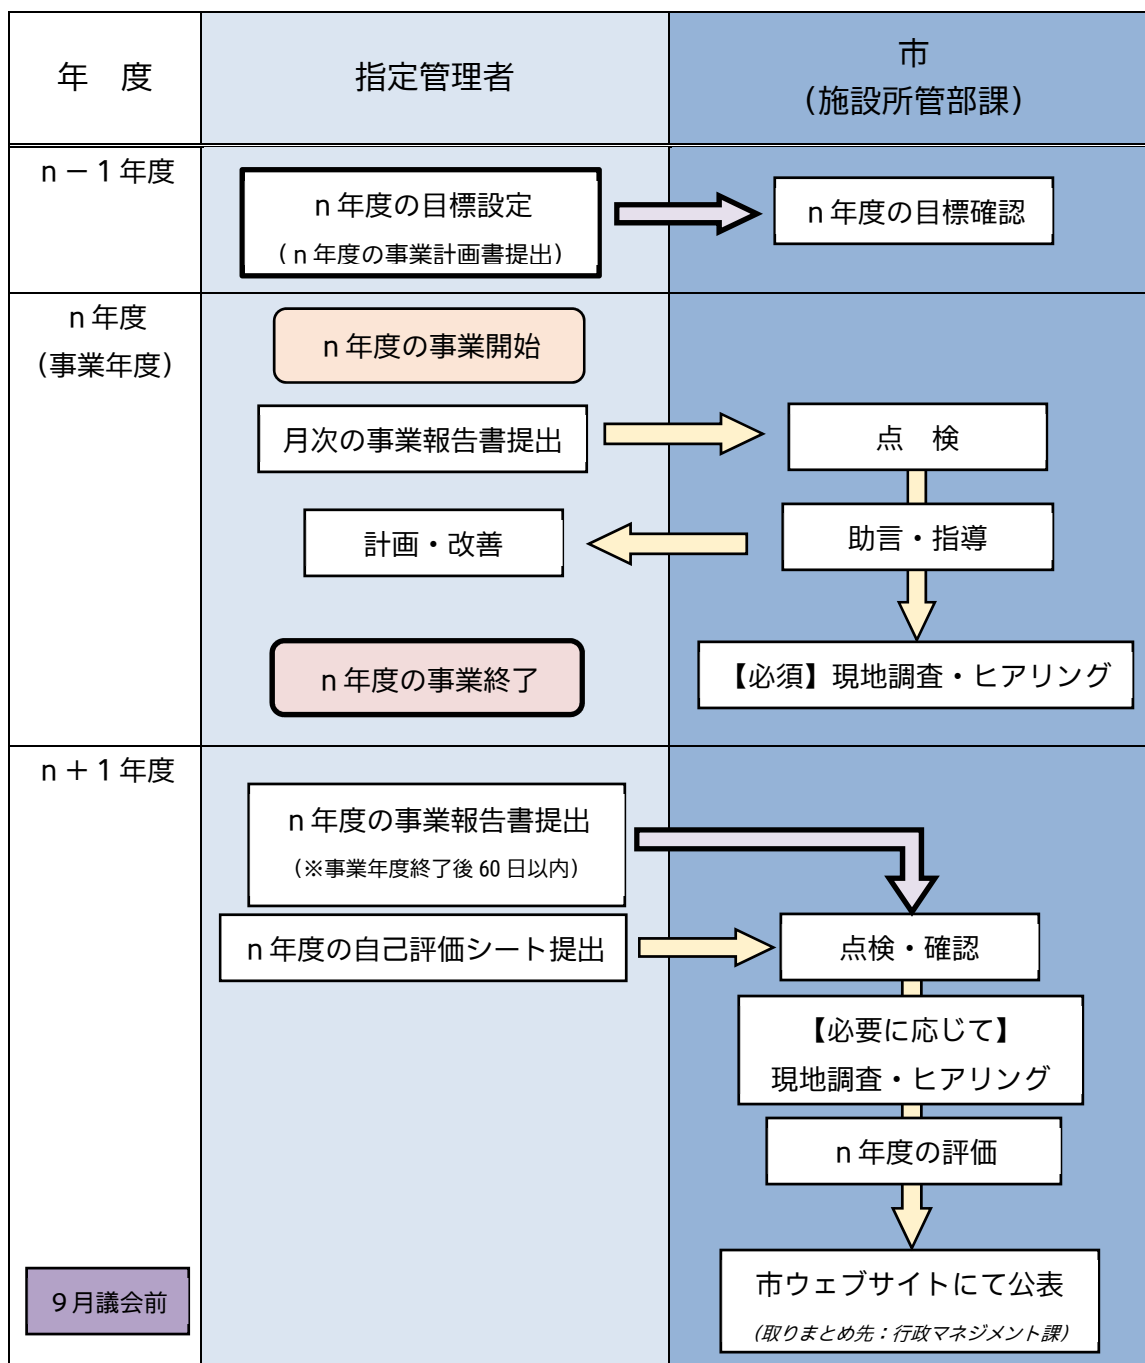 年　度
指定管理者
市
（施設所管部課）
n－1年度
n年度の目標設定
（n年度の事業計画書提出）
n年度の目標確認
n年度
（事業年度）
n年度の事業開始
月次の事業報告書提出
点　検
計画・改善
助言・指導
n年度の事業終了
【必須】現地調査・ヒアリング
n＋1年度
n年度の事業報告書提出
（※事業年度終了後60日以内）
n年度の自己評価シート提出
点検・確認
【必要に応じて】
現地調査・ヒアリング
n年度の評価
9月議会前
市ウェブサイトにて公表
（取りまとめ先：行政マネジメント課）